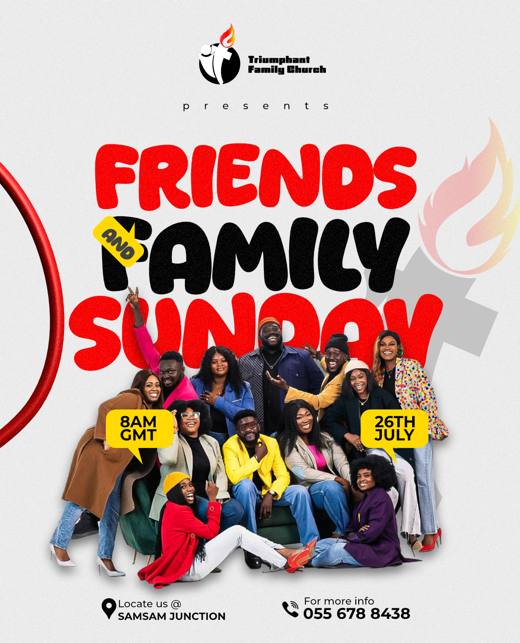 Triumphant
Family Church
presents
FRIENDS
AND
FAMILY
SUNDAY
8AM
GMT
26TH
JULY
Locate us @
SAMSAM JUNCTION
For more info
055 678 8438